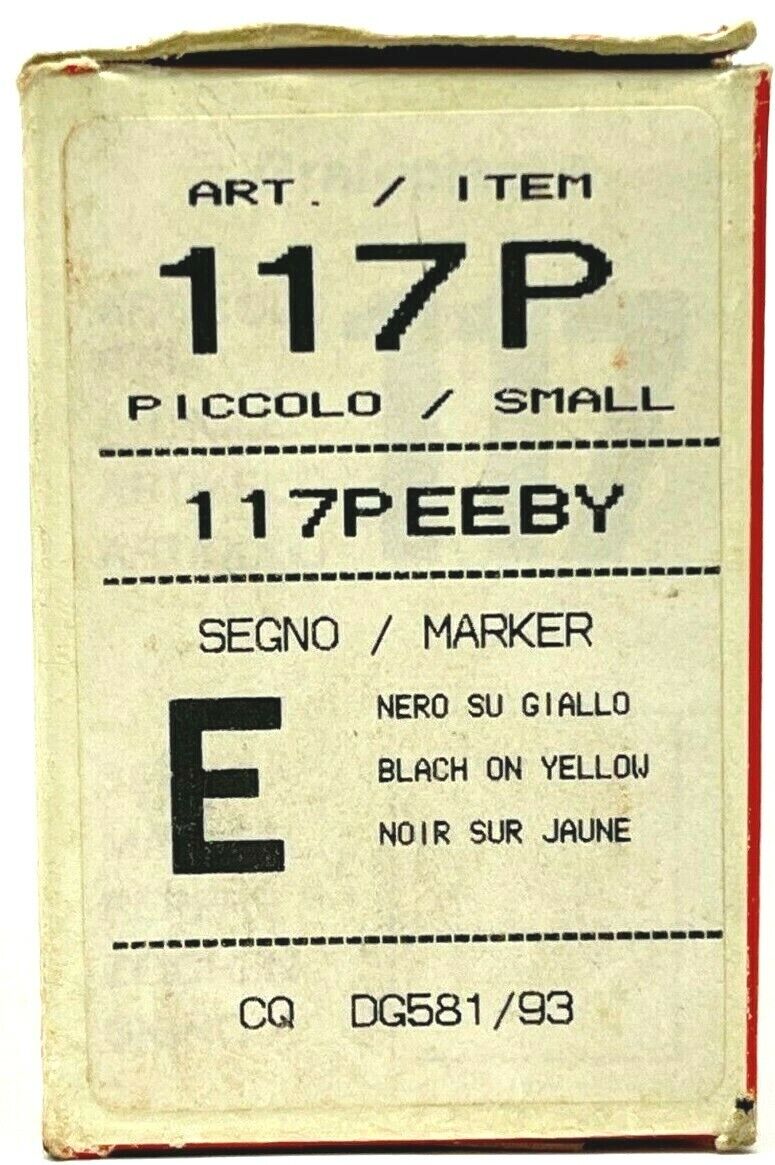 ART. / ITEM
117P
PICCOLO / SMALL
117PEEBY
SEGNO / MARKER
E
NERO SU GIALLO
BLACH ON YELLOW
NOIR SUR JAUNE
CQ DG581/93